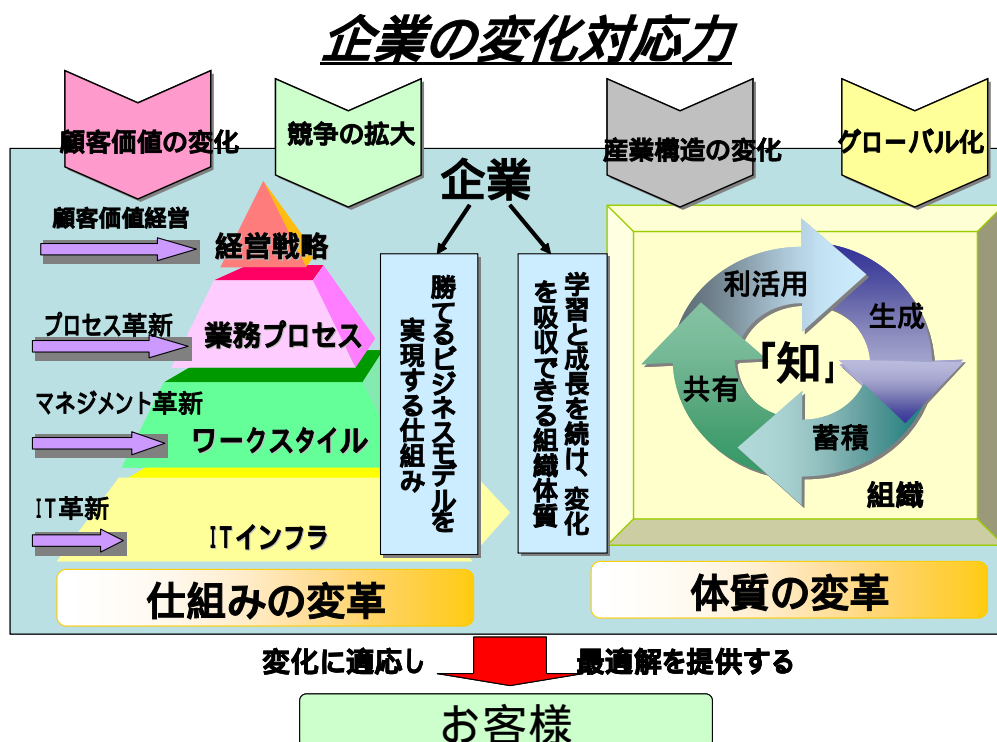 企業の変化対応力
顧客価値の変化
競争の拡大
産業構造の変化
グローバル化
企業
顧客価値経営
プロセス革新
マネジメント革新
IT革新
経営戦略
業務プロセス
ワークスタイル
ITインフラ
勝てるビジネスモデルを
実現する仕組み
学習と成長を続け、変化
を吸収できる組織体質
利活用
生成
「知」
共有
蓄積
組織
仕組みの変革
体質の変革
変化に適応し
最適解を提供する
お客様